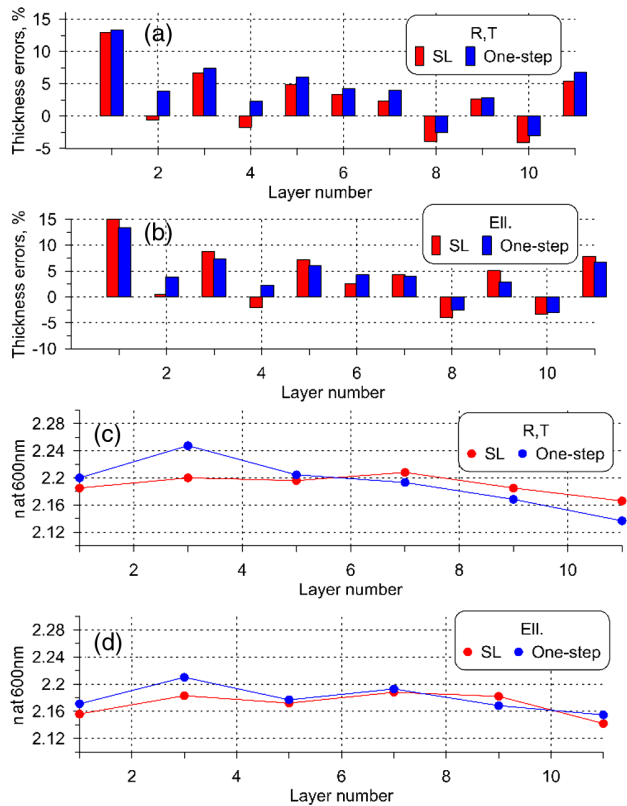 15
10
5
0
-5
Thickness errors, %
(a)
R,T
SL One-step
2 4 6 8 10
Layer number
15
10
5
0
-5
-10
Thickness errors, %
(b)
Ell.
SL One-step
2 4 6 8 10
Layer number
2.28
2.24
2.2
2.16
2.12
n at 600nm
(c)
R,T
SL One-step
2 4 6 8 10
Layer number
2.28
2.24
2.2
2.16
2.12
n at 600nm
(d)
Ell.
SL One-step
2 4 6 8 10
Layer number